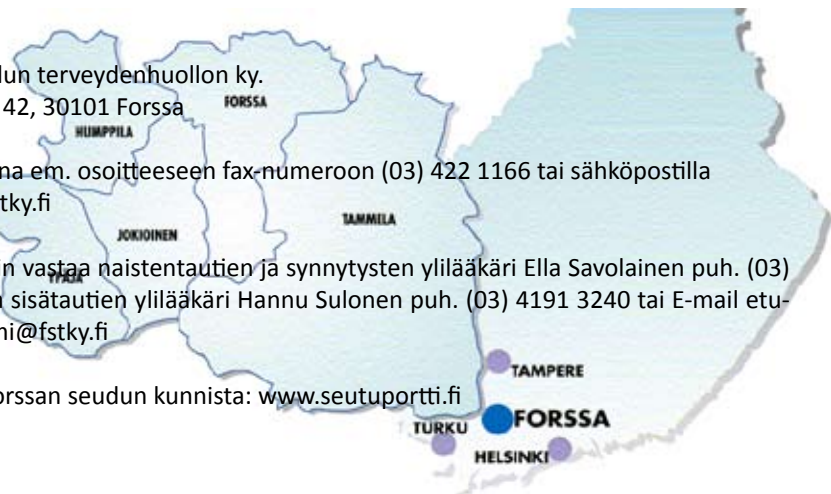 lun terveydenhuollon ky.
42, 30101 Forssa
FORSSA
HUMPPILA
na em. osoitteeseen fax-numeroon (03) 422 1166 tai sähköpostilla
tky.fi
TAMMELA
JOKIOINEN
YPÄJÄ
n vastaa naistentautien ja synnytysten ylilääkäri Ella Savolainen puh. (03)
sisätautien ylilääkäri Hannu Sulonen puh. (03) 4191 3240 tai E-mail etu-
ni@fstky.fi
TAMPERE
orssan seudun kunnista: www.seutuportti.fi
FORSSA
TURKU
HELSINKI